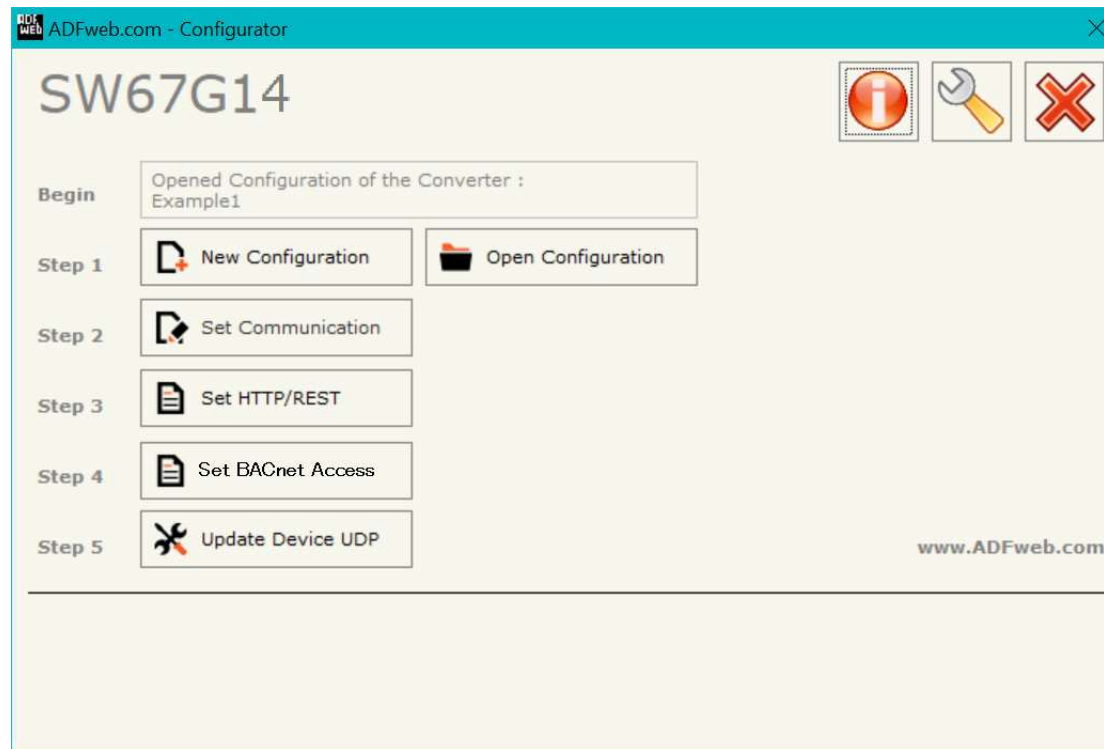 ADFweb.com - Configurator
SW67G14
Begin
Opened Configuration of the Converter :
Example1
Step 1
New Configuration
Open Configuration
Step 2
Set Communication
Step 3
Set HTTP/REST
Step 4
Set BACnet Access
Step 5
Update Device UDP
www.ADFweb.com